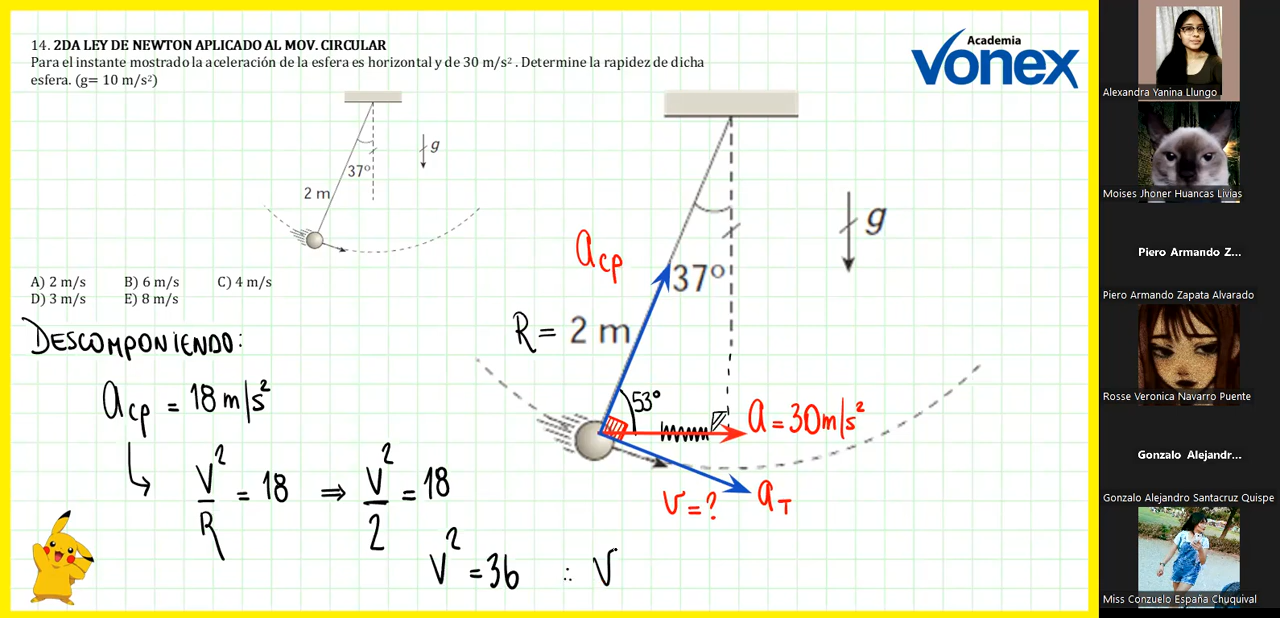 14. 2DA LEY DE NEWTON APLICADO AL MOV. CIRCULAR
Para el instante mostrado la aceleración de la esfera es horizontal y de 30 m/s². Determine la rapidez de dicha
esfera. (g= 10 m/s²)
Academia
vonex
g
37°
2 m
A) 2 m/s B) 6 m/s C) 4 m/s
D) 3 m/s E) 8 m/s
g
acp
37°
R = 2 m
53°
a = 30m/s²
v = ?
aT
DESCOMPONIENDO:
acp = 18 m/s²
V²/R = 18 ⇒ V²/2 = 18
V² = 36 ∴ V
Alexandra Yanina Llungo
Moises Jhoner Huancas Livias
Piero Armando Z...
Piero Armando Zapata Alvarado
Rosse Veronica Navarro Puente
Gonzalo Alejandr...
Gonzalo Alejandro Santacruz Quispe
Miss Conzuelo España Chuquival